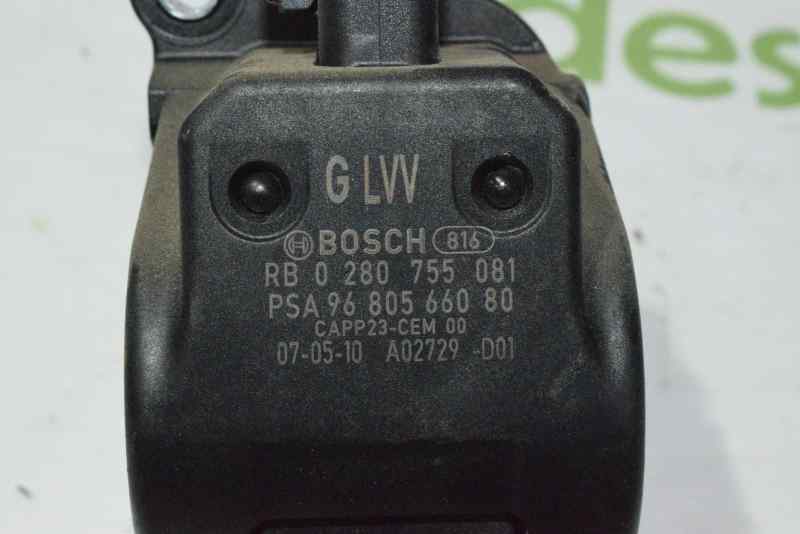 des
G LVV
BOSCH 816
RB 0 280 755 081
PSA 96 805 660 80
CAPP23-CEM 00
07-05-10 A02729 -D01